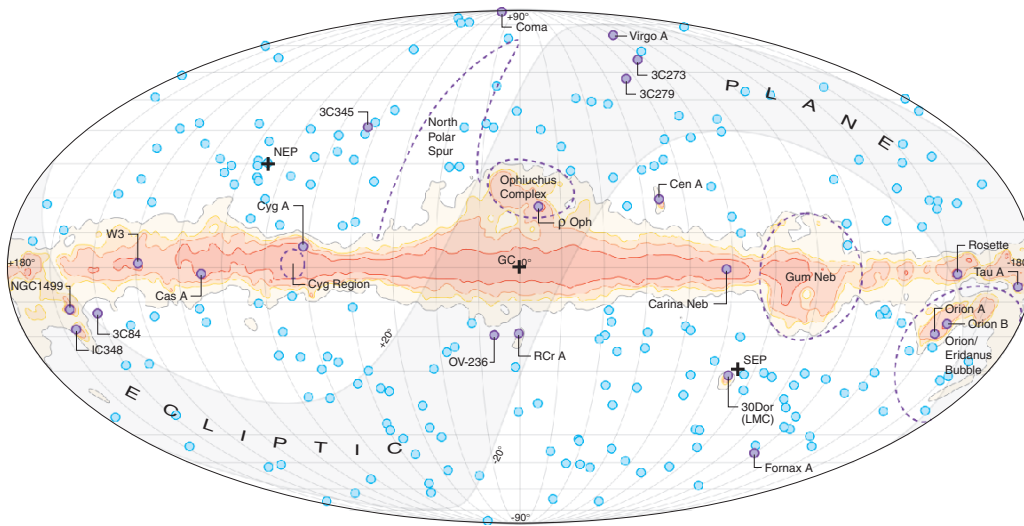 +90°
Coma
Virgo A
3C273
3C279
PLANE
3C345
North
Polar
Spur
NEP
Ophiuchus
Complex
Cen A
Cyg A
ρ Oph
W3
Rosette
+180°
GC
0°
-180°
Gum Neb
Tau A
NGC1499
Cas A
Cyg Region
Carina Neb
Orion A
3C84
Orion B
IC348
+20°
OV-236
RCr A
SEP
Orion/
Eridanus
Bubble
30Dor
(LMC)
ECLIPTIC
-20°
Fornax A
-90°